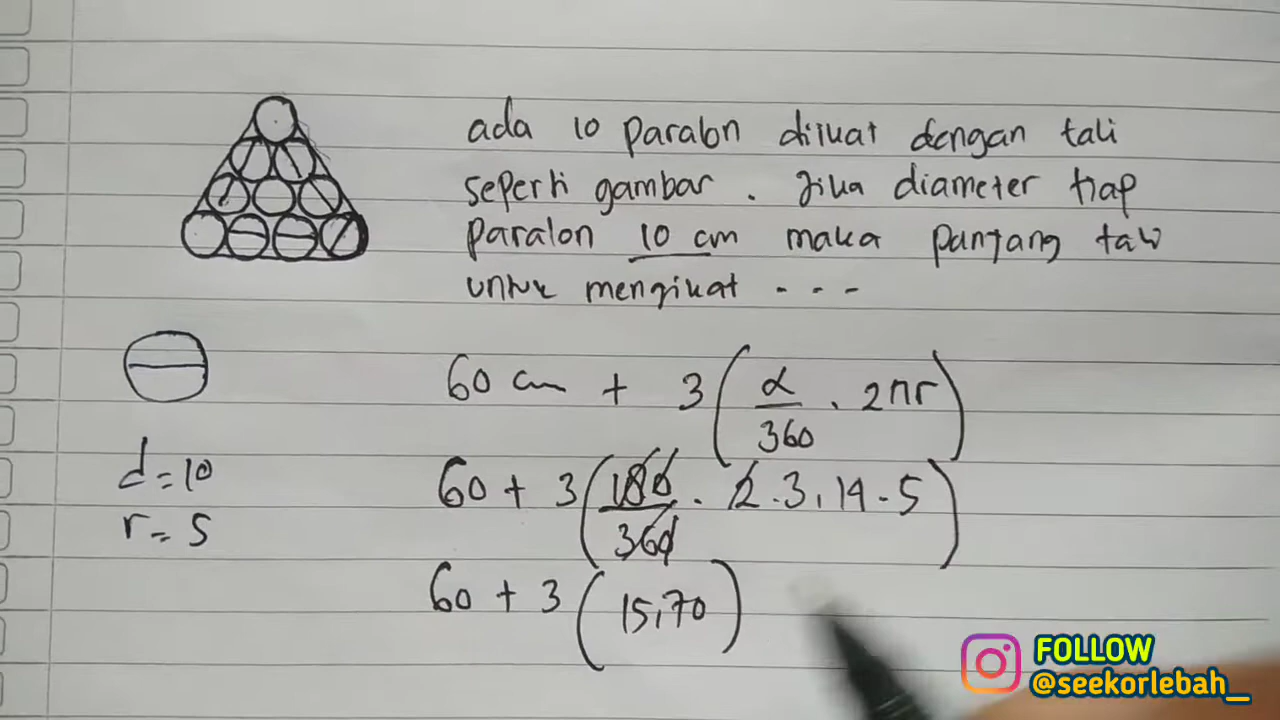 ada 10 paralon diikat dengan tali
seperti gambar . Jika diameter tiap
paralon 10 cm maka panjang tali
untuk mengikat - - -
60 cm + 3 ( α/360 . 2πr )
d = 10
60 + 3 ( 180/360 . 2 . 3,14 - 5 )
r = 5
60 + 3 ( 15,70 )
FOLLOW
@seekorlebah_